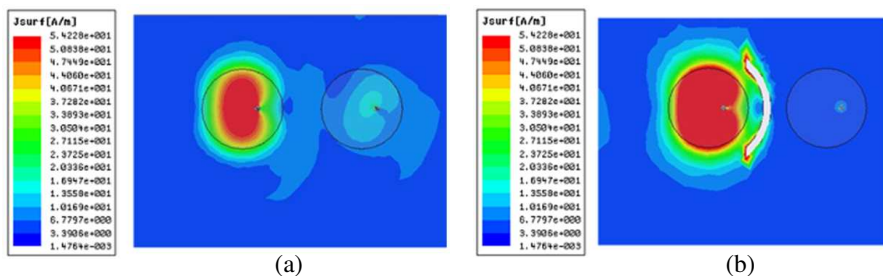 Jsurf[A/m]
5.4228e+001
5.0838e+001
4.7449e+001
4.4060e+001
4.0671e+001
3.7282e+001
3.3893e+001
3.0504e+001
2.7115e+001
2.3725e+001
2.0336e+001
1.6947e+001
1.3558e+001
1.0169e+001
6.7797e+000
3.3906e+000
1.4764e-003
(a)
Jsurf[A/m]
5.4228e+001
5.0838e+001
4.7449e+001
4.4060e+001
4.0671e+001
3.7282e+001
3.3893e+001
3.0504e+001
2.7115e+001
2.3725e+001
2.0336e+001
1.6947e+001
1.3558e+001
1.0169e+001
6.7797e+000
3.3906e+000
1.4764e-003
(b)